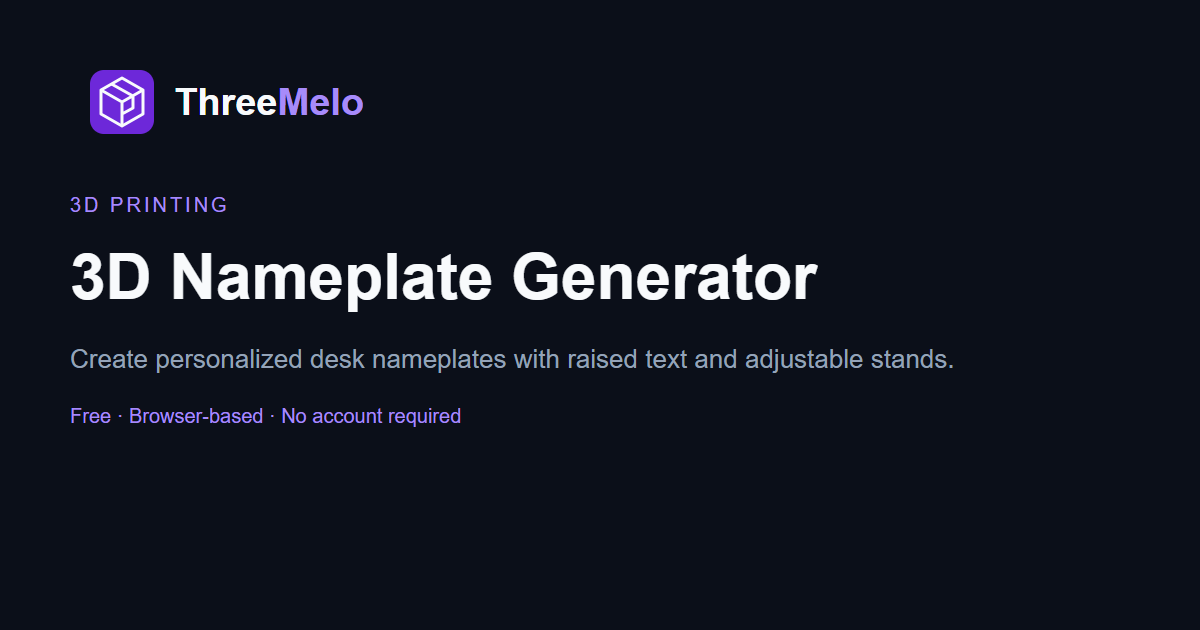 ThreeMelo
3D PRINTING
3D Nameplate Generator
Create personalized desk nameplates with raised text and adjustable stands.
Free · Browser-based · No account required